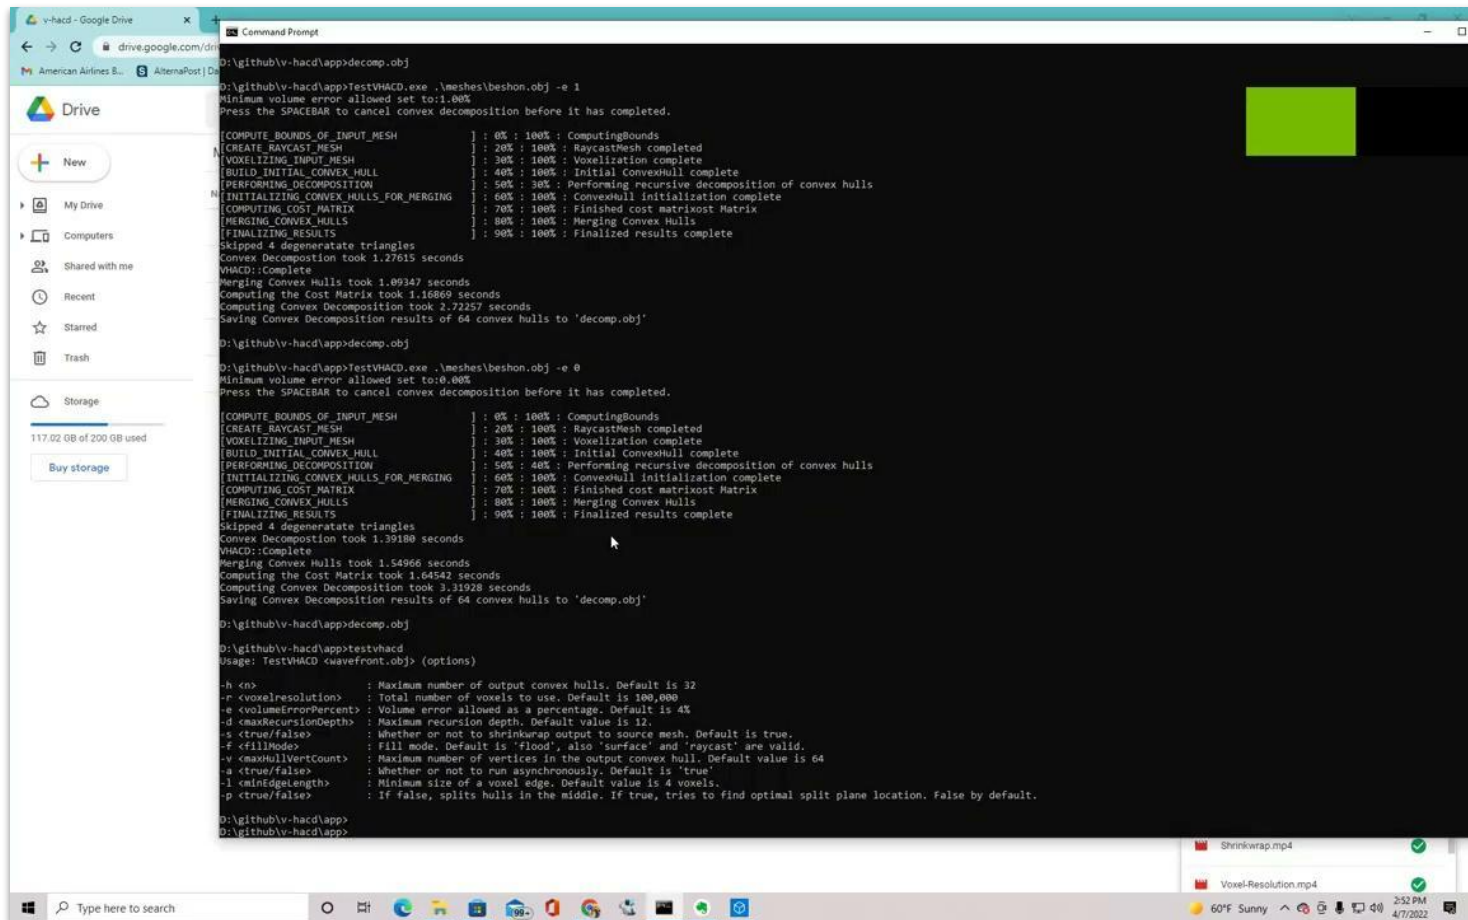 v-hacd - Google Drive
drive.google.com/dri
American Airlines B...
AlternaPost | Da
Drive
New
My Drive
Computers
Shared with me
Recent
Starred
Trash
Storage
117.02 GB of 200 GB used
Buy storage
Command Prompt
D:\github\v-hacd\app>decomp.obj
D:\github\v-hacd\app>TestVHACD.exe .\meshes\beshon.obj -e 1
Minimum volume error allowed set to:1.00%
Press the SPACEBAR to cancel convex decomposition before it has completed.
[COMPUTE_BOUNDS_OF_INPUT_MESH ] : 0% : 100% : ComputingBounds
[CREATE_RAYCAST_MESH ] : 20% : 100% : RaycastMesh completed
[VOXELIZING_INPUT_MESH ] : 30% : 100% : Voxelization complete
[BUILD_INITIAL_CONVEX_HULL ] : 40% : 100% : Initial ConvexHull complete
[PERFORMING_DECOMPOSITION ] : 50% : 30% : Performing recursive decomposition of convex hulls
[INITIALIZING_CONVEX_HULLS_FOR_MERGING ] : 60% : 100% : ConvexHull initialization complete
[COMPUTING_COST_MATRIX ] : 70% : 100% : Finished cost matrixost Matrix
[MERGING_CONVEX_HULLS ] : 80% : 100% : Merging Convex Hulls
[FINALIZING_RESULTS ] : 90% : 100% : Finalized results complete
Skipped 4 degeneratate triangles
Convex Decompostion took 1.27615 seconds
VHACD::Complete
Merging Convex Hulls took 1.09347 seconds
Computing the Cost Matrix took 1.16869 seconds
Computing Convex Decomposition took 2.72257 seconds
Saving Convex Decomposition results of 64 convex hulls to 'decomp.obj'
D:\github\v-hacd\app>decomp.obj
D:\github\v-hacd\app>TestVHACD.exe .\meshes\beshon.obj -e 0
Minimum volume error allowed set to:0.00%
Press the SPACEBAR to cancel convex decomposition before it has completed.
[COMPUTE_BOUNDS_OF_INPUT_MESH ] : 0% : 100% : ComputingBounds
[CREATE_RAYCAST_MESH ] : 20% : 100% : RaycastMesh completed
[VOXELIZING_INPUT_MESH ] : 30% : 100% : Voxelization complete
[BUILD_INITIAL_CONVEX_HULL ] : 40% : 100% : Initial ConvexHull complete
[PERFORMING_DECOMPOSITION ] : 50% : 40% : Performing recursive decomposition of convex hulls
[INITIALIZING_CONVEX_HULLS_FOR_MERGING ] : 60% : 100% : ConvexHull initialization complete
[COMPUTING_COST_MATRIX ] : 70% : 100% : Finished cost matrixost Matrix
[MERGING_CONVEX_HULLS ] : 80% : 100% : Merging Convex Hulls
[FINALIZING_RESULTS ] : 90% : 100% : Finalized results complete
Skipped 4 degeneratate triangles
Convex Decompostion took 1.39180 seconds
VHACD::Complete
Merging Convex Hulls took 1.54966 seconds
Computing the Cost Matrix took 1.64542 seconds
Computing Convex Decomposition took 3.31928 seconds
Saving Convex Decomposition results of 64 convex hulls to 'decomp.obj'
D:\github\v-hacd\app>decomp.obj
D:\github\v-hacd\app>testvhacd
Usage: TestVHACD <wavefront.obj> (options)
-h <n> : Maximum number of output convex hulls. Default is 32
-r <voxelresolution> : Total number of voxels to use. Default is 100,000
-e <volumeErrorPercent> : Volume error allowed as a percentage. Default is 4%
-d <maxRecursionDepth> : Maximum recursion depth. Default value is 12.
-s <true/false> : Whether or not to shrinkwrap output to source mesh. Default is true.
-f <fillMode> : Fill mode. Default is 'flood', also 'surface' and 'raycast' are valid.
-v <maxHullVertCount> : Maximum number of vertices in the output convex hull. Default value is 64
-a <true/false> : Whether or not to run asynchronously. Default is 'true'
-l <minEdgeLength> : Minimum size of a voxel edge. Default value is 4 voxels.
-p <true/false> : If false, splits hulls in the middle. If true, tries to find optimal split plane location. False by default.
D:\github\v-hacd\app>
D:\github\v-hacd\app>
Shrinkwrap.mp4
Voxel-Resolution.mp4
Type here to search
99+
60°F Sunny
2:52 PM
4/7/2022